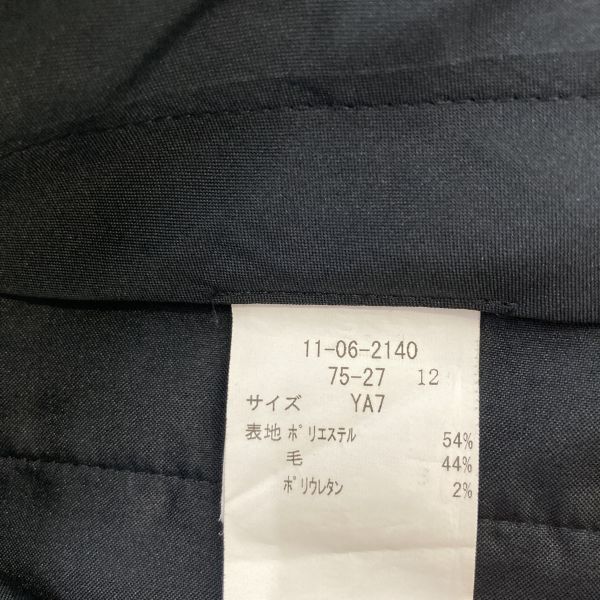 11-06-2140
75-27 12
サイズ YA7
表地 ﾎﾟﾘｴｽﾃﾙ 54%
毛 44%
ﾎﾟﾘｳﾚﾀﾝ 2%